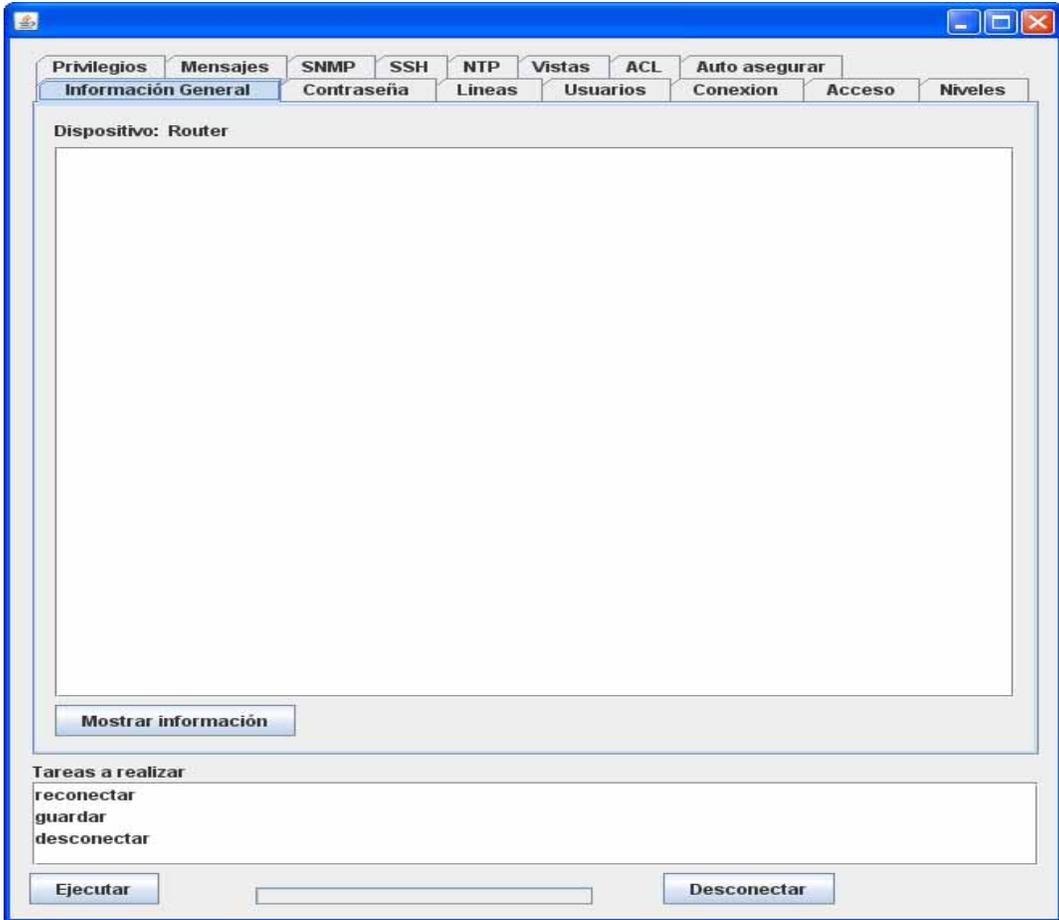 Privilegios Mensajes SNMP SSH NTP Vistas ACL Auto asegurar
Información General Contraseña Lineas Usuarios Conexion Acceso Niveles
Dispositivo: Router
Mostrar información
Tareas a realizar
reconectar
guardar
desconectar
Ejecutar Desconectar